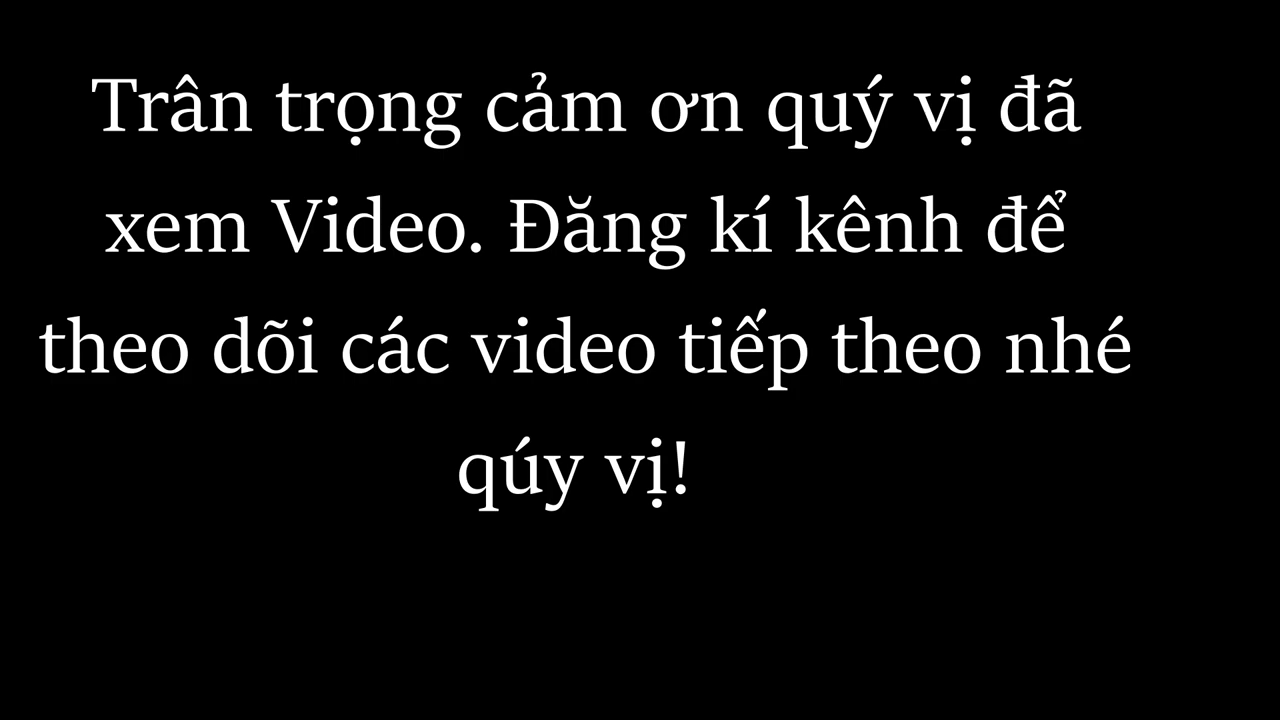 Trân trọng cảm ơn quý vị đã
xem Video. Đăng kí kênh để
theo dõi các video tiếp theo nhé
qúy vị!